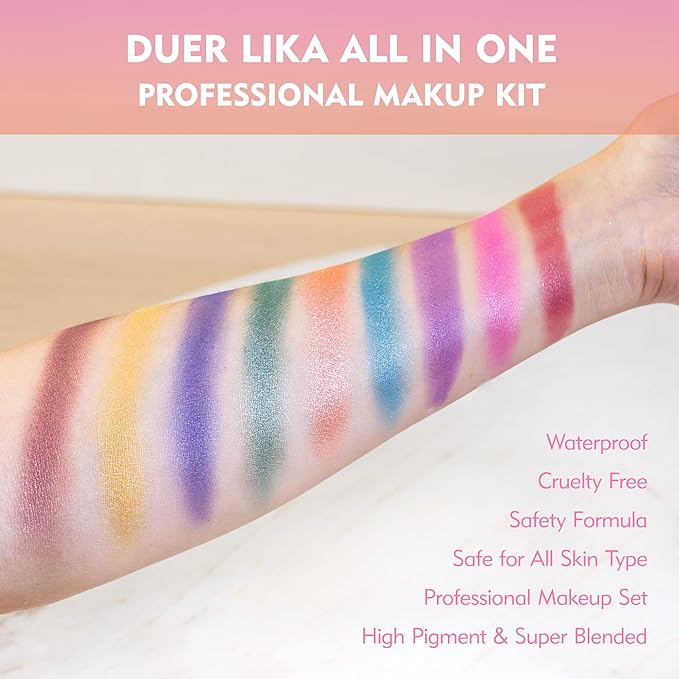 DUER LIKA ALL IN ONE
PROFESSIONAL MAKUP KIT
Waterproof
Cruelty Free
Safety Formula
Safe for All Skin Type
Professional Makeup Set
High Pigment & Super Blended